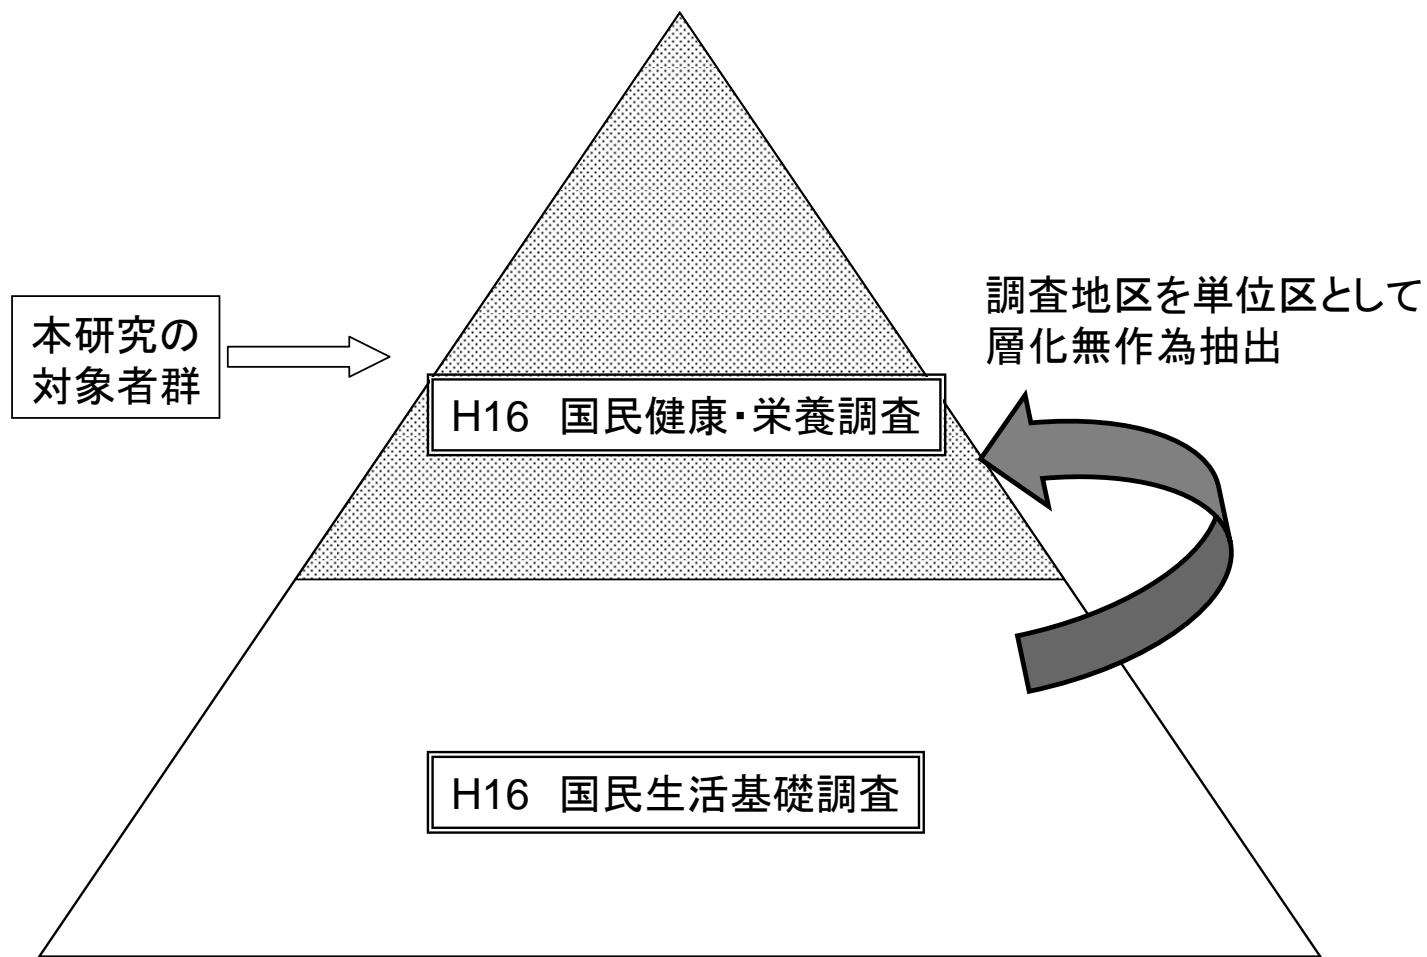 調査地区を単位区として
層化無作為抽出
本研究の
対象者群
H16　国民健康・栄養調査
H16　国民生活基礎調査